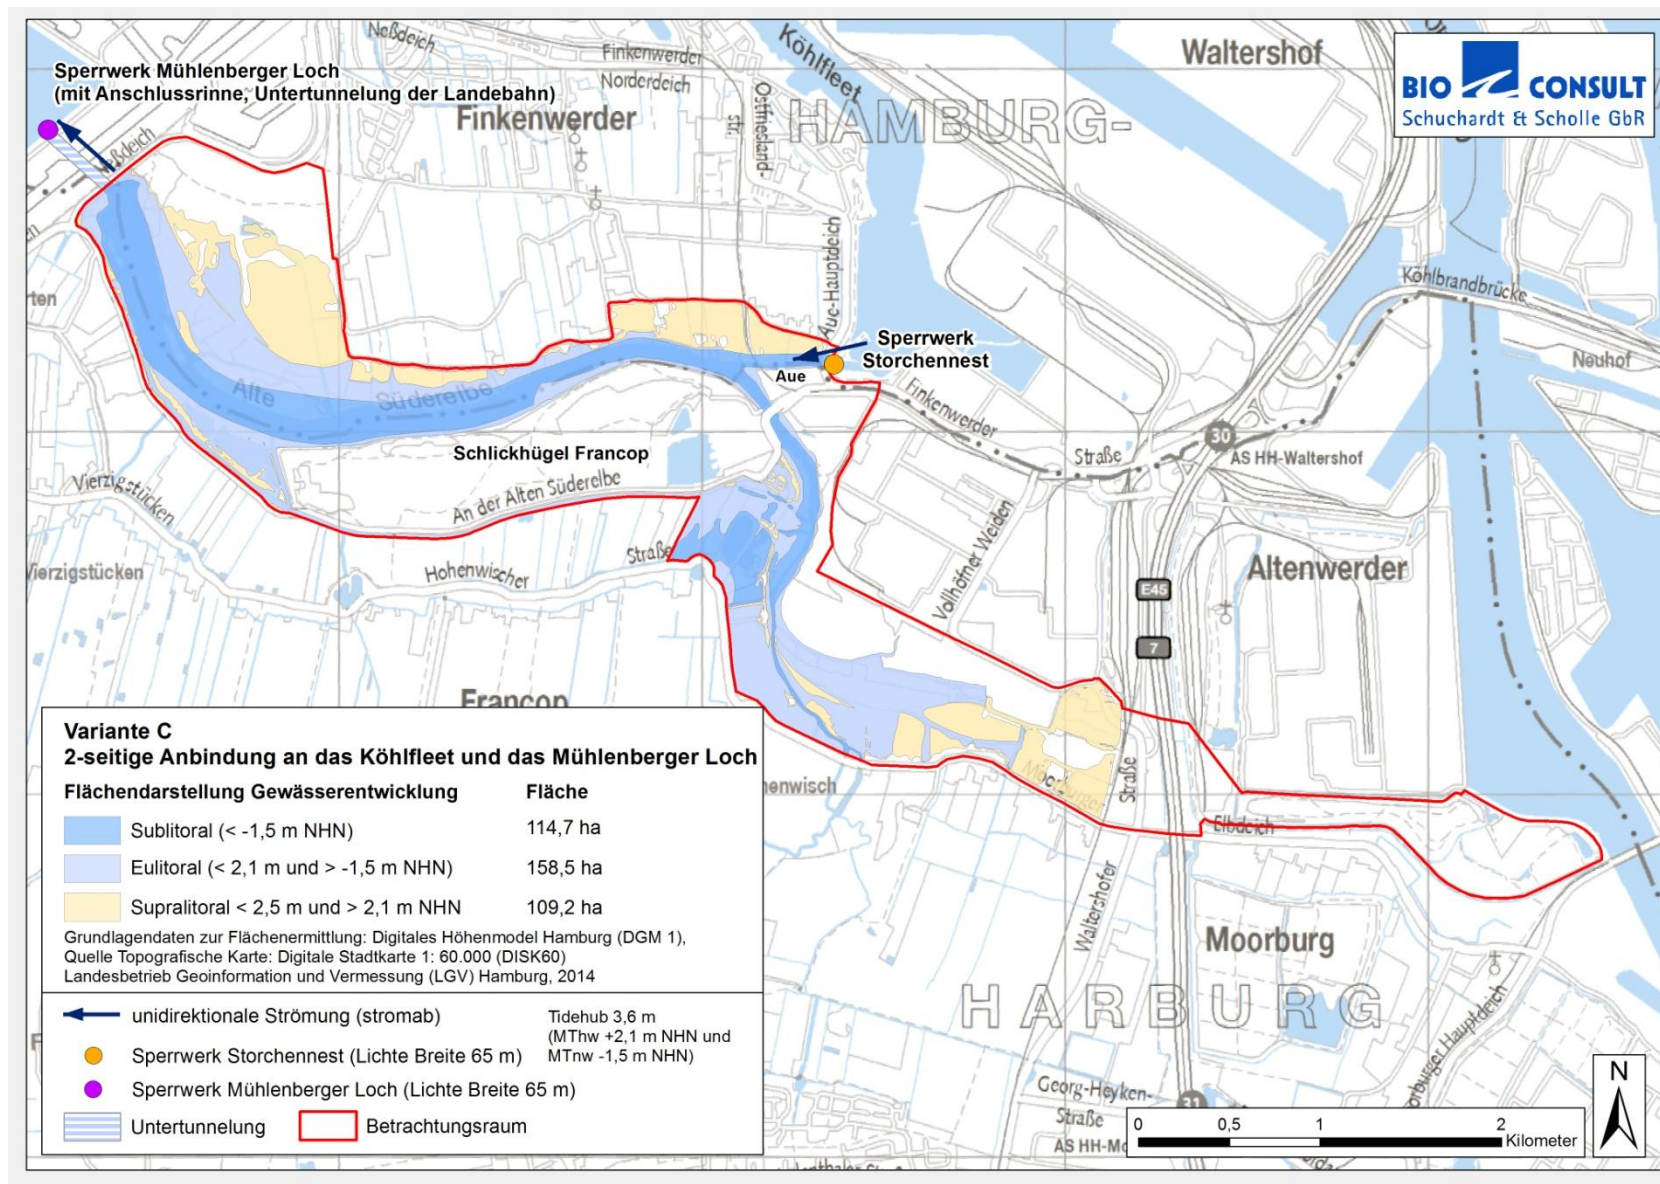 Sperrwerk Mühlenberger Loch
(mit Anschlussrinne, Untertunnelung der Landebahn)
Neßdeich
Finkenwerder
Norderdeich
Ostfriesland-
str.
Köhlfleet
Waltershof
BIO CONSULT
Schuchardt & Scholle GbR
Finkenwerder
HAMBURG-
Aue-Hauptdeich
Köhlbrandbrücke
Neuhof
Sperrwerk
Storchennest
Aue
Alte
Süderelbe
Finkenwerder
Straße
30
AS HH-Waltershof
Schlickhügel Francop
An der Alten Süderelbe
Vierzigstücken
Vierzigstücken
Hohenwischer
Straße
Vollhöfner Weiden
E45
7
Altenwerder
Francop
Moorburger
Straße
Elbdeich
Waltershofer
Moorburg
HARBURG
Moorburger Hauptdeich
Georg-Heyken-
Straße
31
Variante C
2-seitige Anbindung an das Köhlfleet und das Mühlenberger Loch
Flächendarstellung Gewässerentwicklung Fläche
Sublitoral (< -1,5 m NHN) 114,7 ha
Eulitoral (< 2,1 m und > -1,5 m NHN) 158,5 ha
Supralitoral < 2,5 m und > 2,1 m NHN 109,2 ha
Grundlagendaten zur Flächenermittlung: Digitales Höhenmodel Hamburg (DGM 1),
Quelle Topografische Karte: Digitale Stadtkarte 1: 60.000 (DISK60)
Landesbetrieb Geoinformation und Vermessung (LGV) Hamburg, 2014
unidirektionale Strömung (stromab)
Tidehub 3,6 m
(MThw +2,1 m NHN und
MTnw -1,5 m NHN)
Sperrwerk Storchennest (Lichte Breite 65 m)
Sperrwerk Mühlenberger Loch (Lichte Breite 65 m)
Untertunnelung
Betrachtungsraum
N
0 0,5 1 2
Kilometer